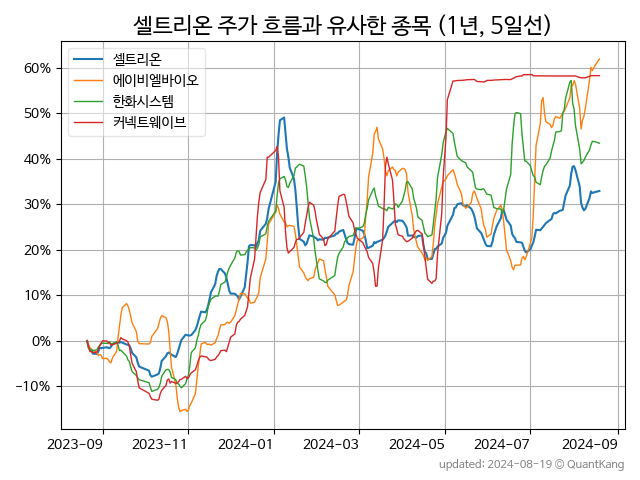 셀트리온 주가 흐름과 유사한 종목 (1년, 5일선)
셀트리온
에이비엘바이오
한화시스템
커넥트웨이브
60%
50%
40%
30%
20%
10%
0%
-10%
2023-09 2023-11 2024-01 2024-03 2024-05 2024-07 2024-09
updated: 2024-08-19 © QuantKang